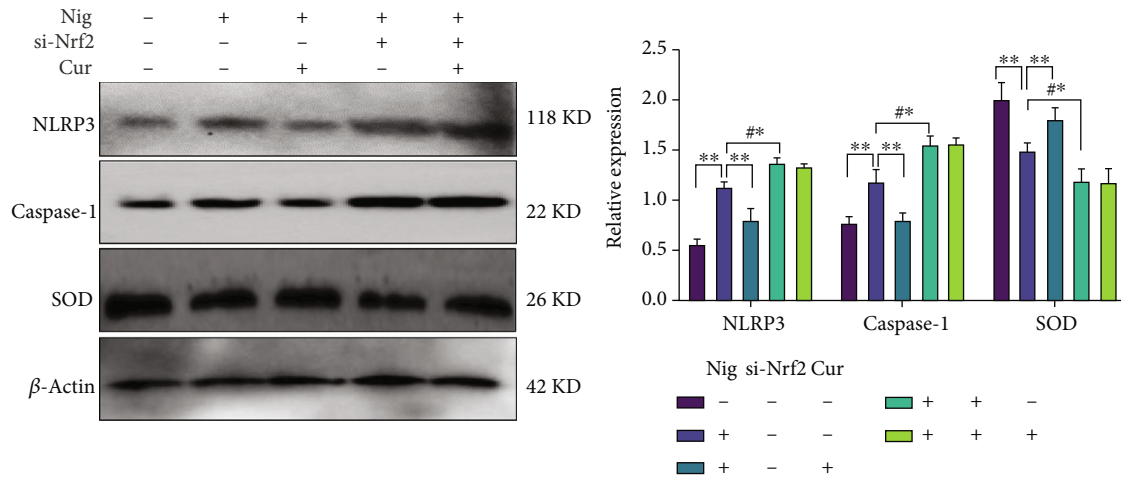 Nig – + + + +
si-Nrf2 – – – + +
Cur – – + – +
NLRP3 118 KD
Caspase-1 22 KD
SOD 26 KD
β-Actin 42 KD
Relative expression
2.5
2.0
1.5
1.0
0.5
0.0
** ** #*
** ** #*
** ** #*
NLRP3 Caspase-1 SOD
Nig si-Nrf2 Cur
– – – + + –
+ – – + + +
+ – +